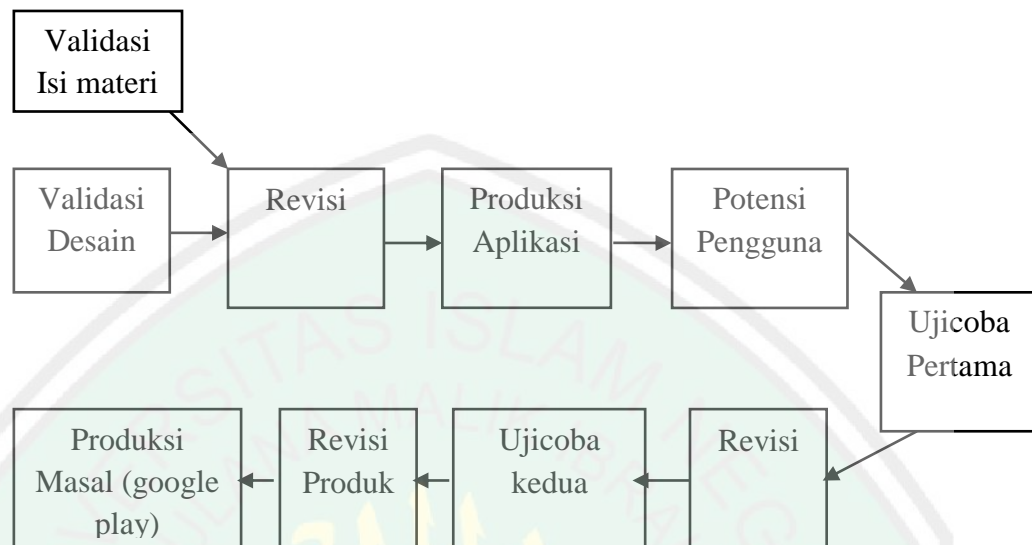 Validasi
Isi materi
Validasi
Desain
Revisi
Produksi
Aplikasi
Potensi
Pengguna
Ujicoba
Pertama
Revisi
Ujicoba
kedua
Revisi
Produk
Produksi
Masal (google
play)